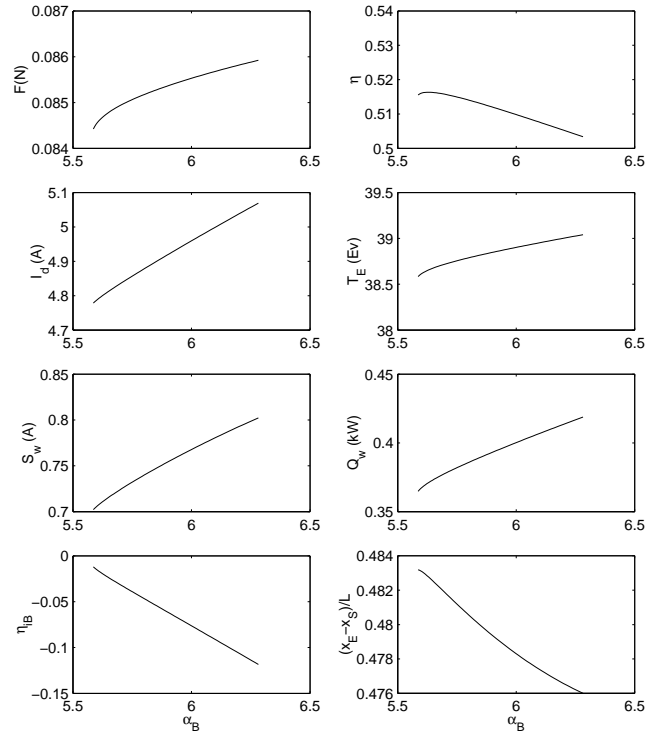 0.087
0.086
0.085
0.084
F(N)
5.5 6 6.5
0.54
0.53
0.52
0.51
0.5
η
5.5 6 6.5
5.1
5
4.9
4.8
4.7
I_d (A)
5.5 6 6.5
39.5
39
38.5
38
T_E (Ev)
5.5 6 6.5
0.85
0.8
0.75
0.7
S_w (A)
5.5 6 6.5
0.45
0.4
0.35
Q_w (kW)
5.5 6 6.5
0
−0.05
−0.1
−0.15
η_iB
5.5 6 6.5
α_B
0.484
0.482
0.48
0.478
0.476
(x_E−x_S)/L
5.5 6 6.5
α_B